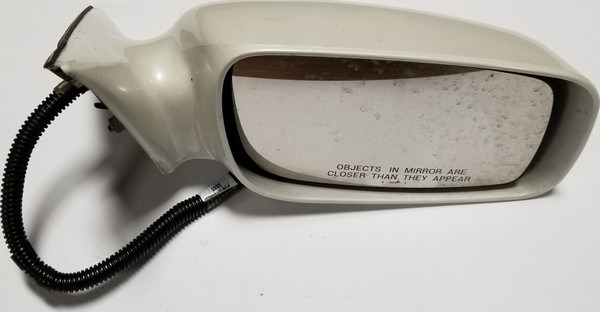 OBJECTS IN MIRROR ARE
CLOSER THAN THEY APPEAR